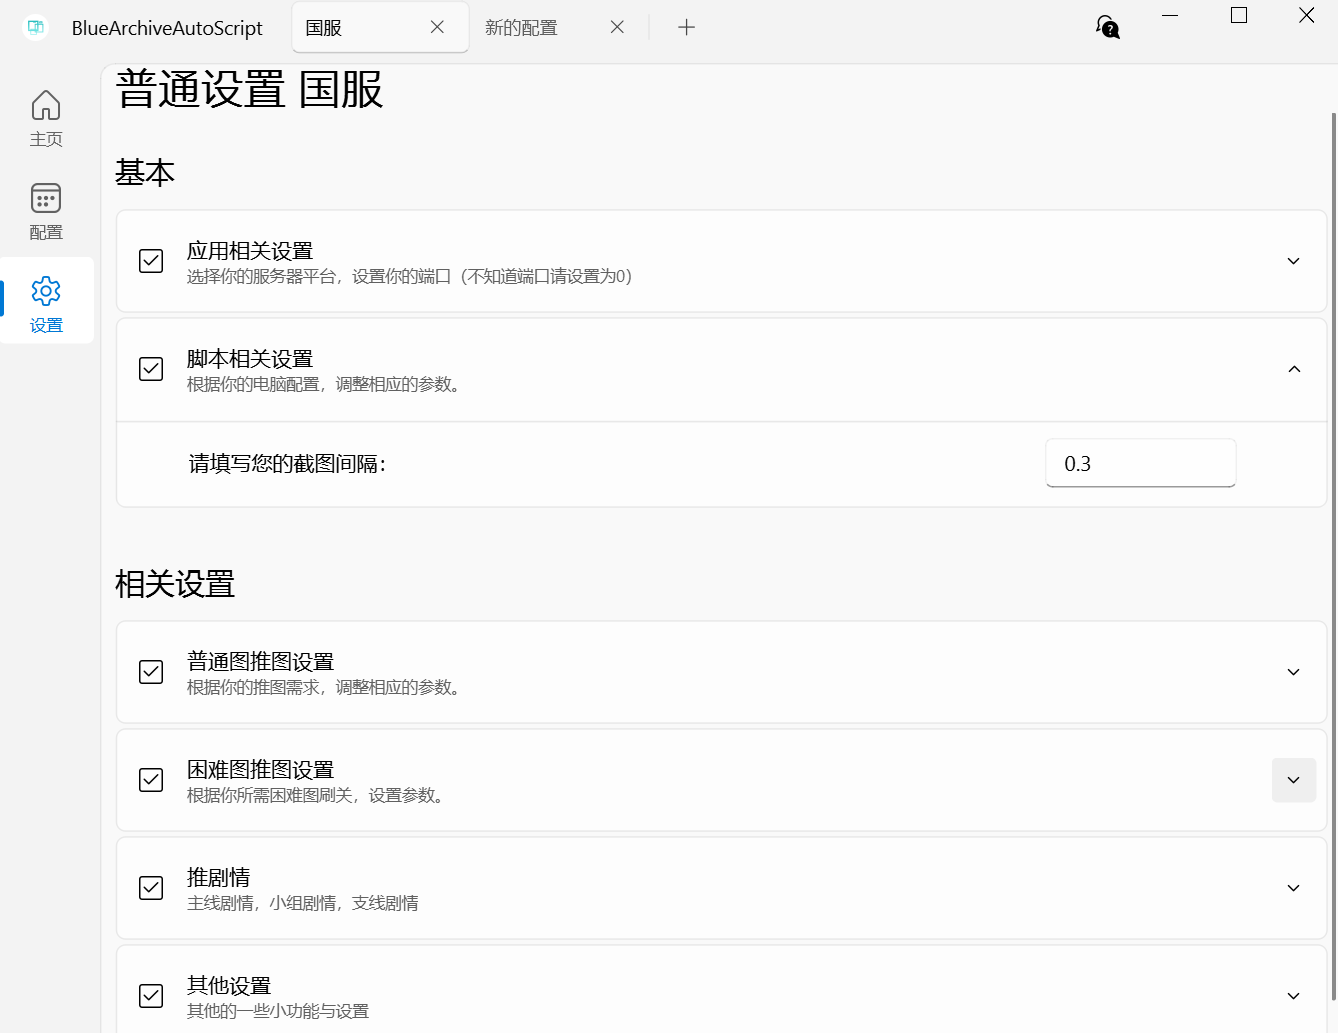 BlueArchiveAutoScript
国服
新的配置
主页
配置
设置
普通设置 国服
基本
应用相关设置
选择你的服务器平台，设置你的端口（不知道端口请设置为0）
脚本相关设置
根据你的电脑配置，调整相应的参数。
请填写您的截图间隔：
0.3
相关设置
普通图推图设置
根据你的推图需求，调整相应的参数。
困难图推图设置
根据你所需困难图刷关，设置参数。
推剧情
主线剧情，小组剧情，支线剧情
其他设置
其他的一些小功能与设置